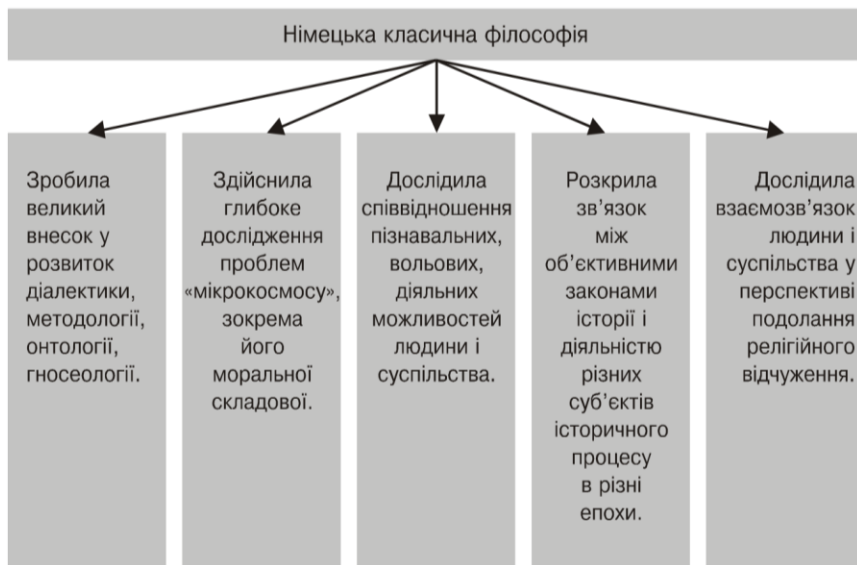 Німецька класична філософія
Зробила
великий
внесок у
розвиток
діалектики,
методології,
онтології,
гносеології.
Здійснила
глибоке
дослідження
проблем
«мікрокосмосу»,
зокрема
його
моральної
складової.
Дослідила
співвідношення
пізнавальних,
вольових,
діяльних
можливостей
людини і
суспільства.
Розкрила
зв’язок
між
об’єктивними
законами
історії і
діяльністю
різних
суб’єктів
історичного
процесу
в різні
епохи.
Дослідила
взаємозв’язок
людини і
суспільства у
перспективі
подолання
релігійного
відчуження.